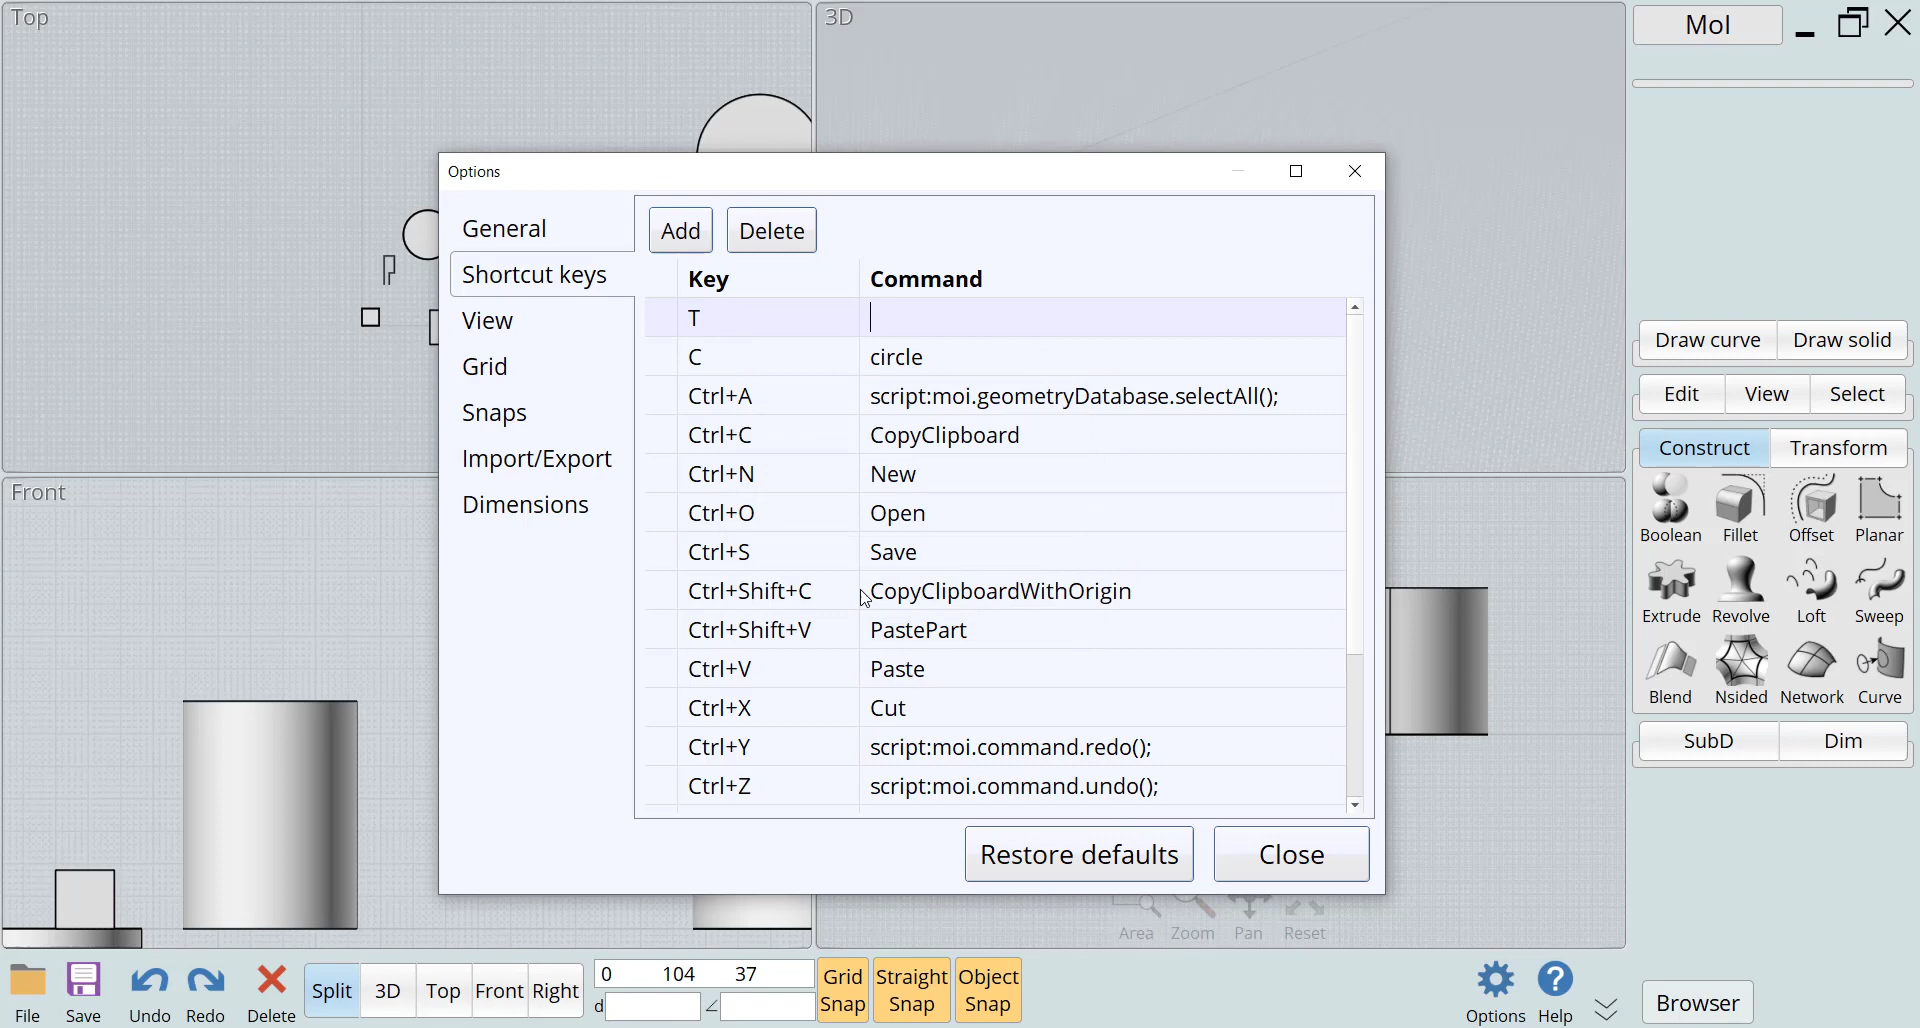 Top
3D
MoI
Options
General
Shortcut keys
View
Grid
Snaps
Import/Export
Dimensions
Add
Delete
Key Command
T
C circle
Ctrl+A script:moi.geometryDatabase.selectAll();
Ctrl+C CopyClipboard
Ctrl+N New
Ctrl+O Open
Ctrl+S Save
Ctrl+Shift+C CopyClipboardWithOrigin
Ctrl+Shift+V PastePart
Ctrl+V Paste
Ctrl+X Cut
Ctrl+Y script:moi.command.redo();
Ctrl+Z script:moi.command.undo();
Restore defaults
Close
Front
Draw curve Draw solid
Edit View Select
Construct Transform
Boolean Fillet Offset Planar
Extrude Revolve Loft Sweep
Blend Nsided Network Curve
SubD Dim
Area Zoom Pan Reset
File Save Undo Redo Delete
Split 3D Top Front Right
0 104 37
d ∠
Grid Snap
Straight Snap
Object Snap
Options Help
Browser